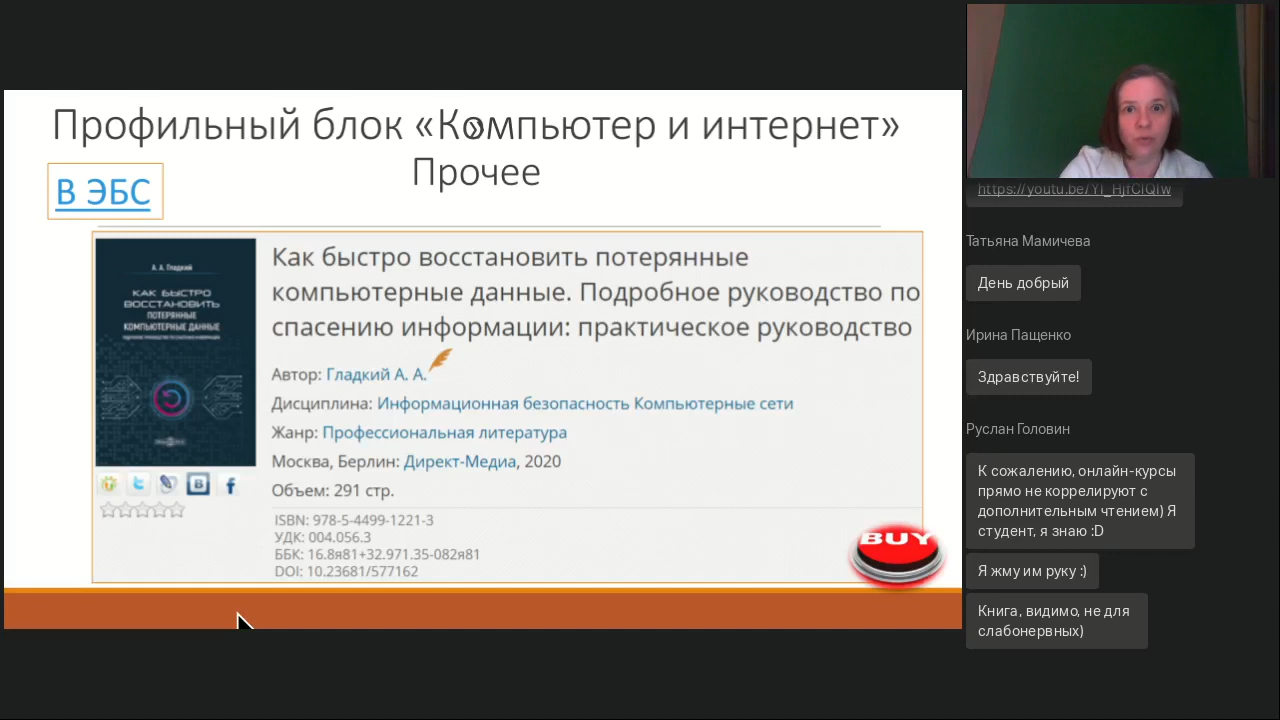 Профильный блок «Компьютер и интернет»
Прочее
В ЭБС
А. А. Гладкий
КАК БЫСТРО
ВОССТАНОВИТЬ
ПОТЕРЯННЫЕ
КОМПЬЮТЕРНЫЕ ДАННЫЕ
Как быстро восстановить потерянные
компьютерные данные. Подробное руководство по
спасению информации: практическое руководство
Автор: Гладкий А. А.
Дисциплина: Информационная безопасность Компьютерные сети
Жанр: Профессиональная литература
Москва, Берлин: Директ-Медиа, 2020
Объем: 291 стр.
ISBN: 978-5-4499-1221-3
УДК: 004.056.3
ББК: 16.8я81+32.971.35-082я81
DOI: 10.23681/577162
BUY
Татьяна Мамичева
День добрый
Ирина Пащенко
Здравствуйте!
Руслан Головин
К сожалению, онлайн-курсы
прямо не коррелируют с
дополнительным чтением) Я
студент, я знаю :D
Я жму им руку :)
Книга, видимо, не для
слабонервных)